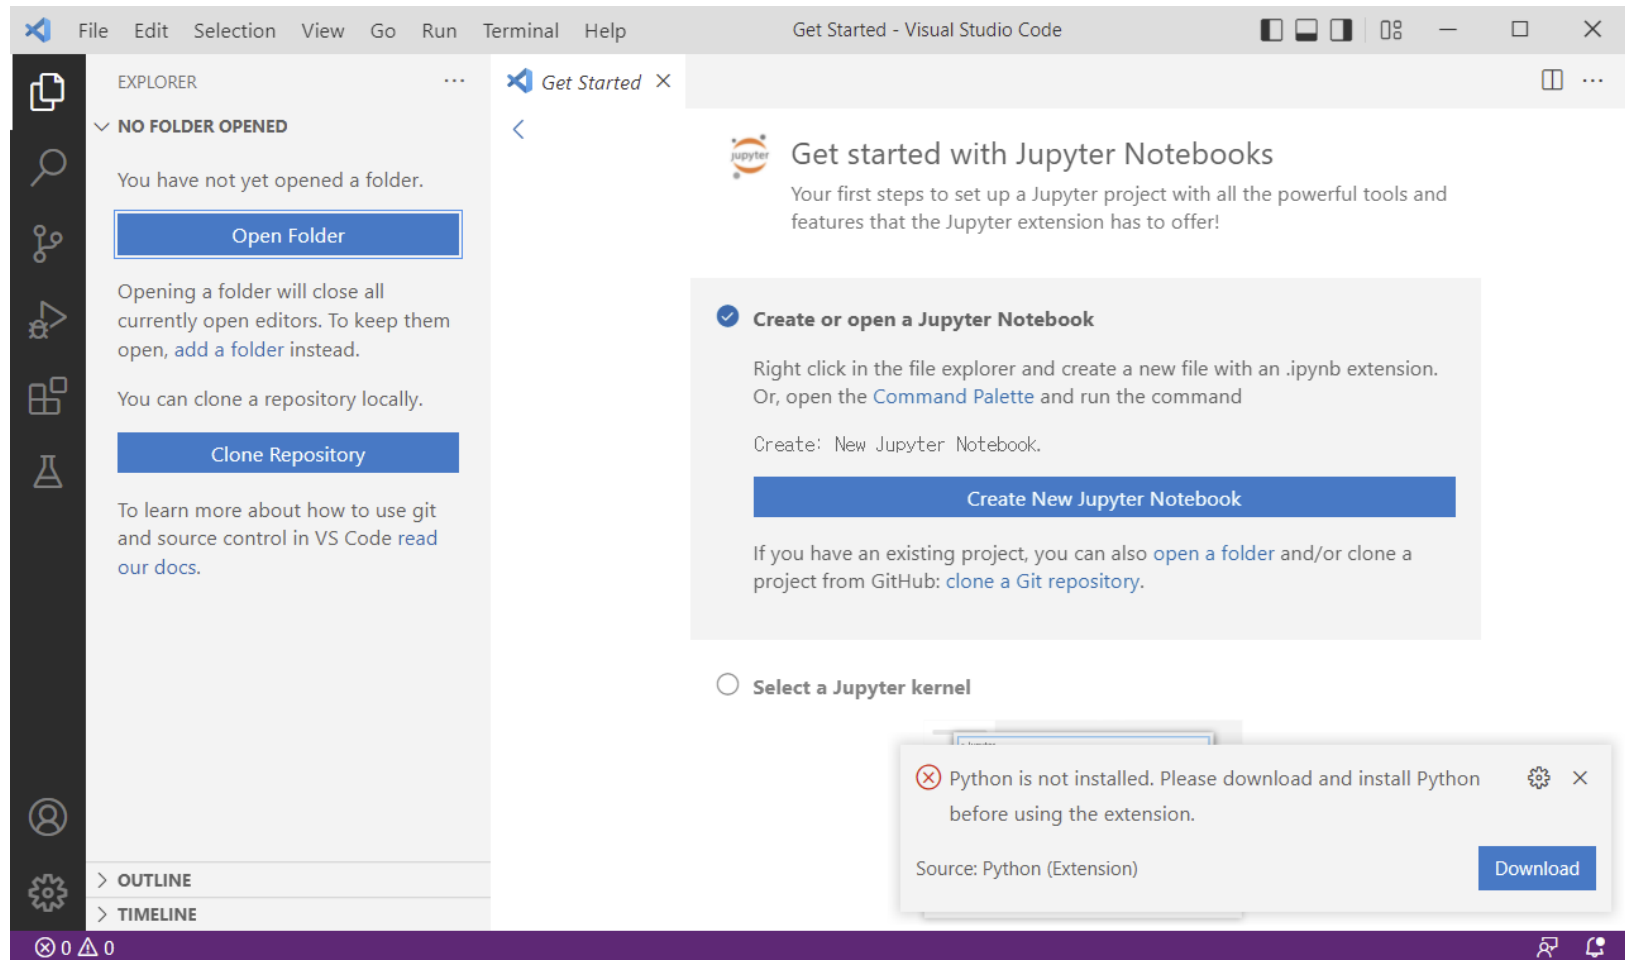 File Edit Selection View Go Run Terminal Help
Get Started - Visual Studio Code
EXPLORER
NO FOLDER OPENED
You have not yet opened a folder.
Open Folder
Opening a folder will close all
currently open editors. To keep them
open, add a folder instead.
You can clone a repository locally.
Clone Repository
To learn more about how to use git
and source control in VS Code read
our docs.
OUTLINE
TIMELINE
Get Started
jupyter
Get started with Jupyter Notebooks
Your first steps to set up a Jupyter project with all the powerful tools and
features that the Jupyter extension has to offer!
Create or open a Jupyter Notebook
Right click in the file explorer and create a new file with an .ipynb extension.
Or, open the Command Palette and run the command
Create: New Jupyter Notebook.
Create New Jupyter Notebook
If you have an existing project, you can also open a folder and/or clone a
project from GitHub: clone a Git repository.
Select a Jupyter kernel
Python is not installed. Please download and install Python
before using the extension.
Source: Python (Extension)
Download
0 0